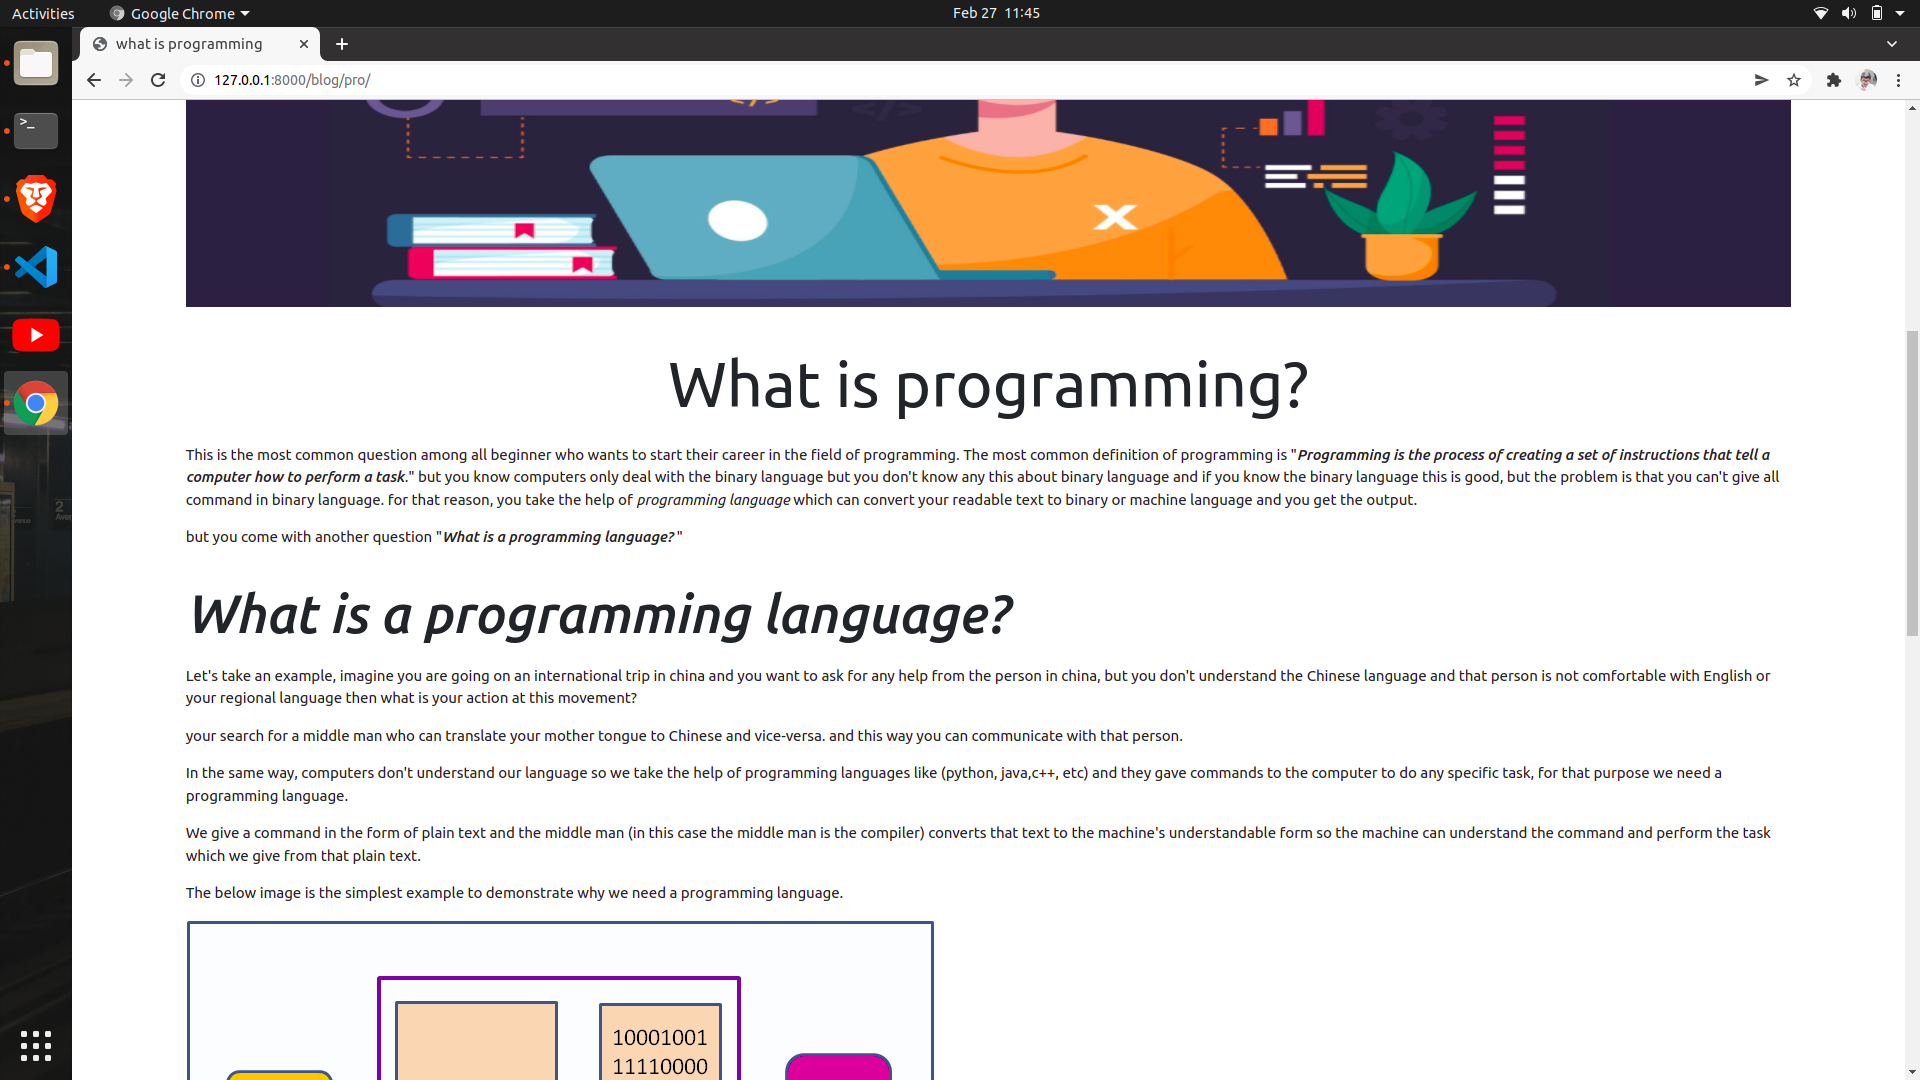 Activities
Google Chrome
Feb 27 11:45
what is programming
127.0.0.1:8000/blog/pro/
</>
</>
What is programming?
This is the most common question among all beginner who wants to start their career in the field of programming. The most common definition of programming is "Programming is the process of creating a set of instructions that tell a
computer how to perform a task." but you know computers only deal with the binary language but you don't know any this about binary language and if you know the binary language this is good, but the problem is that you can't give all
command in binary language. for that reason, you take the help of programming language which can convert your readable text to binary or machine language and you get the output.
but you come with another question "What is a programming language? "
What is a programming language?
Let's take an example, imagine you are going on an international trip in china and you want to ask for any help from the person in china, but you don't understand the Chinese language and that person is not comfortable with English or
your regional language then what is your action at this movement?
your search for a middle man who can translate your mother tongue to Chinese and vice-versa. and this way you can communicate with that person.
In the same way, computers don't understand our language so we take the help of programming languages like (python, java,c++, etc) and they gave commands to the computer to do any specific task, for that purpose we need a
programming language.
We give a command in the form of plain text and the middle man (in this case the middle man is the compiler) converts that text to the machine's understandable form so the machine can understand the command and perform the task
which we give from that plain text.
The below image is the simplest example to demonstrate why we need a programming language.
10001001
11110000